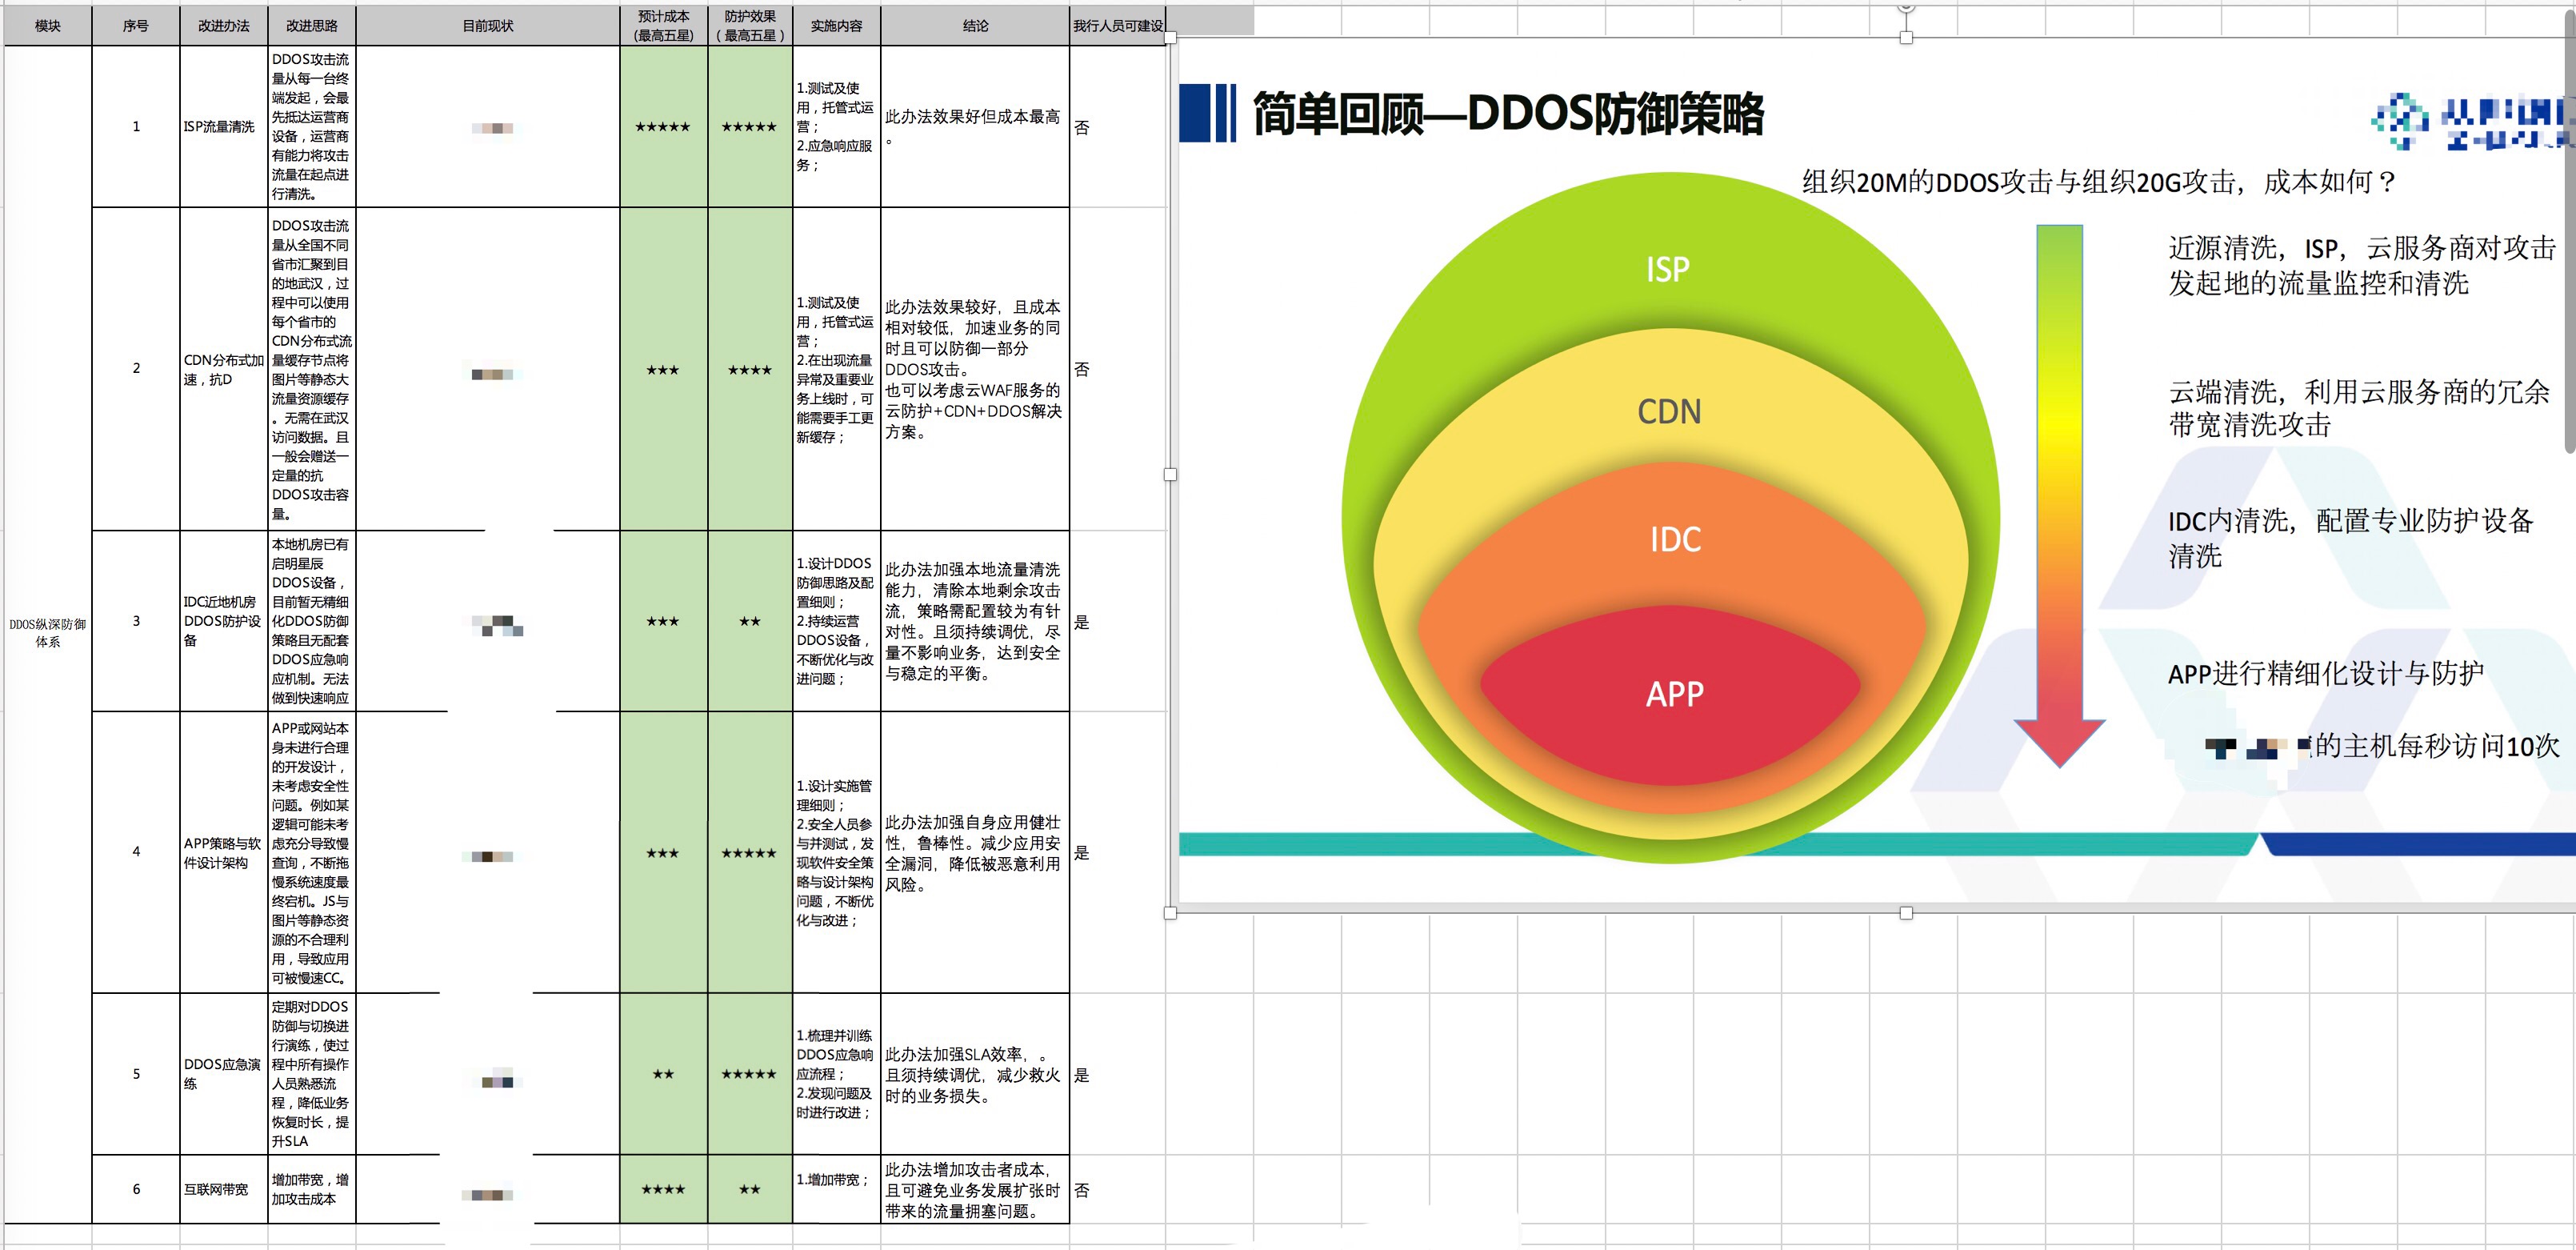 模块
序号
改进办法
改进思路
目前现状
预计成本
(最高五星)
防护效果
（最高五星）
实施内容
结论
我行人员可建设
DDOS纵深防御
体系
1
ISP流量清洗
DDOS攻击流
量从每一台终
端发起，会最
先抵达运营商
设备，运营商
有能力将攻击
流量在起点进
行清洗。
★★★★★
★★★★★
1.测试及使
用，托管式运
营；
2.应急响应服
务；
此办法效果好但成本最高
。
否
2
CDN分布式加
速，抗D
DDOS攻击流
量从全国不同
省市汇聚到目
的地武汉，过
程中可以使用
每个省市的
CDN分布式流
量缓存节点将
图片等静态大
流量资源缓存
。无需在武汉
访问数据。且
一般会赠送一
定量的抗
DDOS攻击容
量。
★★★
★★★★
1.测试及使
用，托管式运
营；
2.在出现流量
异常及重要业
务上线时，可
能需要手工更
新缓存；
此办法效果较好，且成本
相对较低，加速业务的同
时且可以防御一部分
DDOS攻击。
也可以考虑云WAF服务的
云防护+CDN+DDOS解决
方案。
否
3
IDC近地机房
DDOS防护设
备
本地机房已有
启明星辰
DDOS设备，
目前暂无精细
化DDOS防御
策略且无配套
DDOS应急响
应机制。无法
做到快速响应
★★★
★★
1.设计DDOS
防御思路及配
置细则；
2.持续运营
DDOS设备，
不断优化与改
进问题；
此办法加强本地流量清洗
能力，清除本地剩余攻击
流，策略需配置较为有针
对性。且须持续调优，尽
量不影响业务，达到安全
与稳定的平衡。
是
4
APP策略与软
件设计架构
APP或网站本
身未进行合理
的开发设计，
未考虑安全性
问题。例如某
逻辑可能未考
虑充分导致慢
查询，不断拖
慢系统速度最
终宕机。JS与
图片等静态资
源的不合理利
用，导致应用
可被慢速CC。
★★★
★★★★★
1.设计实施管
理细则；
2.安全人员参
与并测试，发
现软件安全策
略与设计架构
问题，不断优
化与改进；
此办法加强自身应用健壮
性，鲁棒性。减少应用安
全漏洞，降低被恶意利用
风险。
是
5
DDOS应急演
练
定期对DDOS
防御与切换进
行演练，使过
程中所有操作
人员熟悉流
程，降低业务
恢复时长，提
升SLA
★★
★★★★★
1.梳理并训练
DDOS应急响
应流程；
2.发现问题及
时进行改进；
此办法加强SLA效率，。
且须持续调优，减少救火
时的业务损失。
是
6
互联网带宽
增加带宽，增
加攻击成本
★★★★
★★
1.增加带宽；
此办法增加攻击者成本，
且可避免业务发展扩张时
带来的流量拥塞问题。
否
简单回顾—DDOS防御策略
组织20M的DDOS攻击与组织20G攻击，成本如何？
ISP
CDN
IDC
APP
近源清洗，ISP，云服务商对攻击
发起地的流量监控和清洗
云端清洗，利用云服务商的冗余
带宽清洗攻击
IDC内清洗，配置专业防护设备
清洗
APP进行精细化设计与防护
的主机每秒访问10次